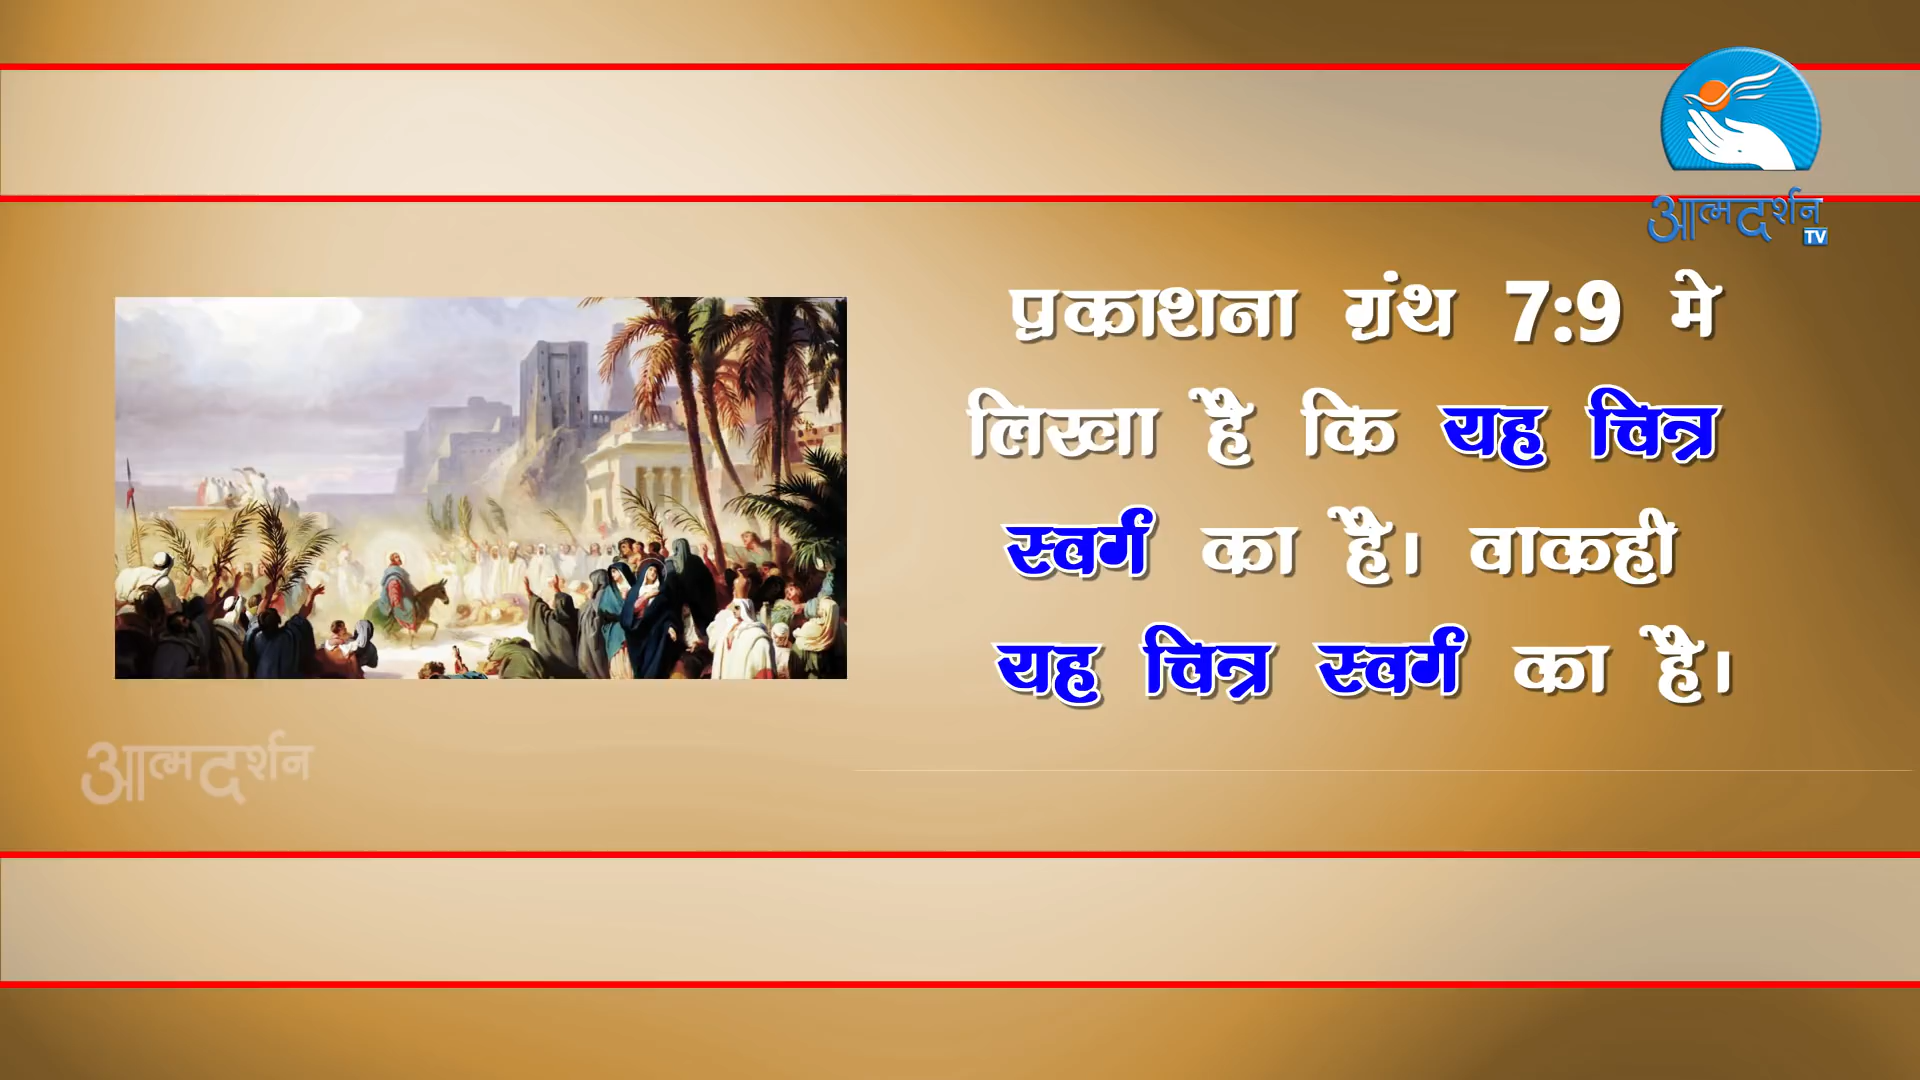 आत्मदर्शन
TV
प्रकाशना ग्रंथ 7:9 मे
लिखा है कि यह चित्र
स्वर्ग का है। वाकही
यह चित्र स्वर्ग का है।
आत्मदर्शन